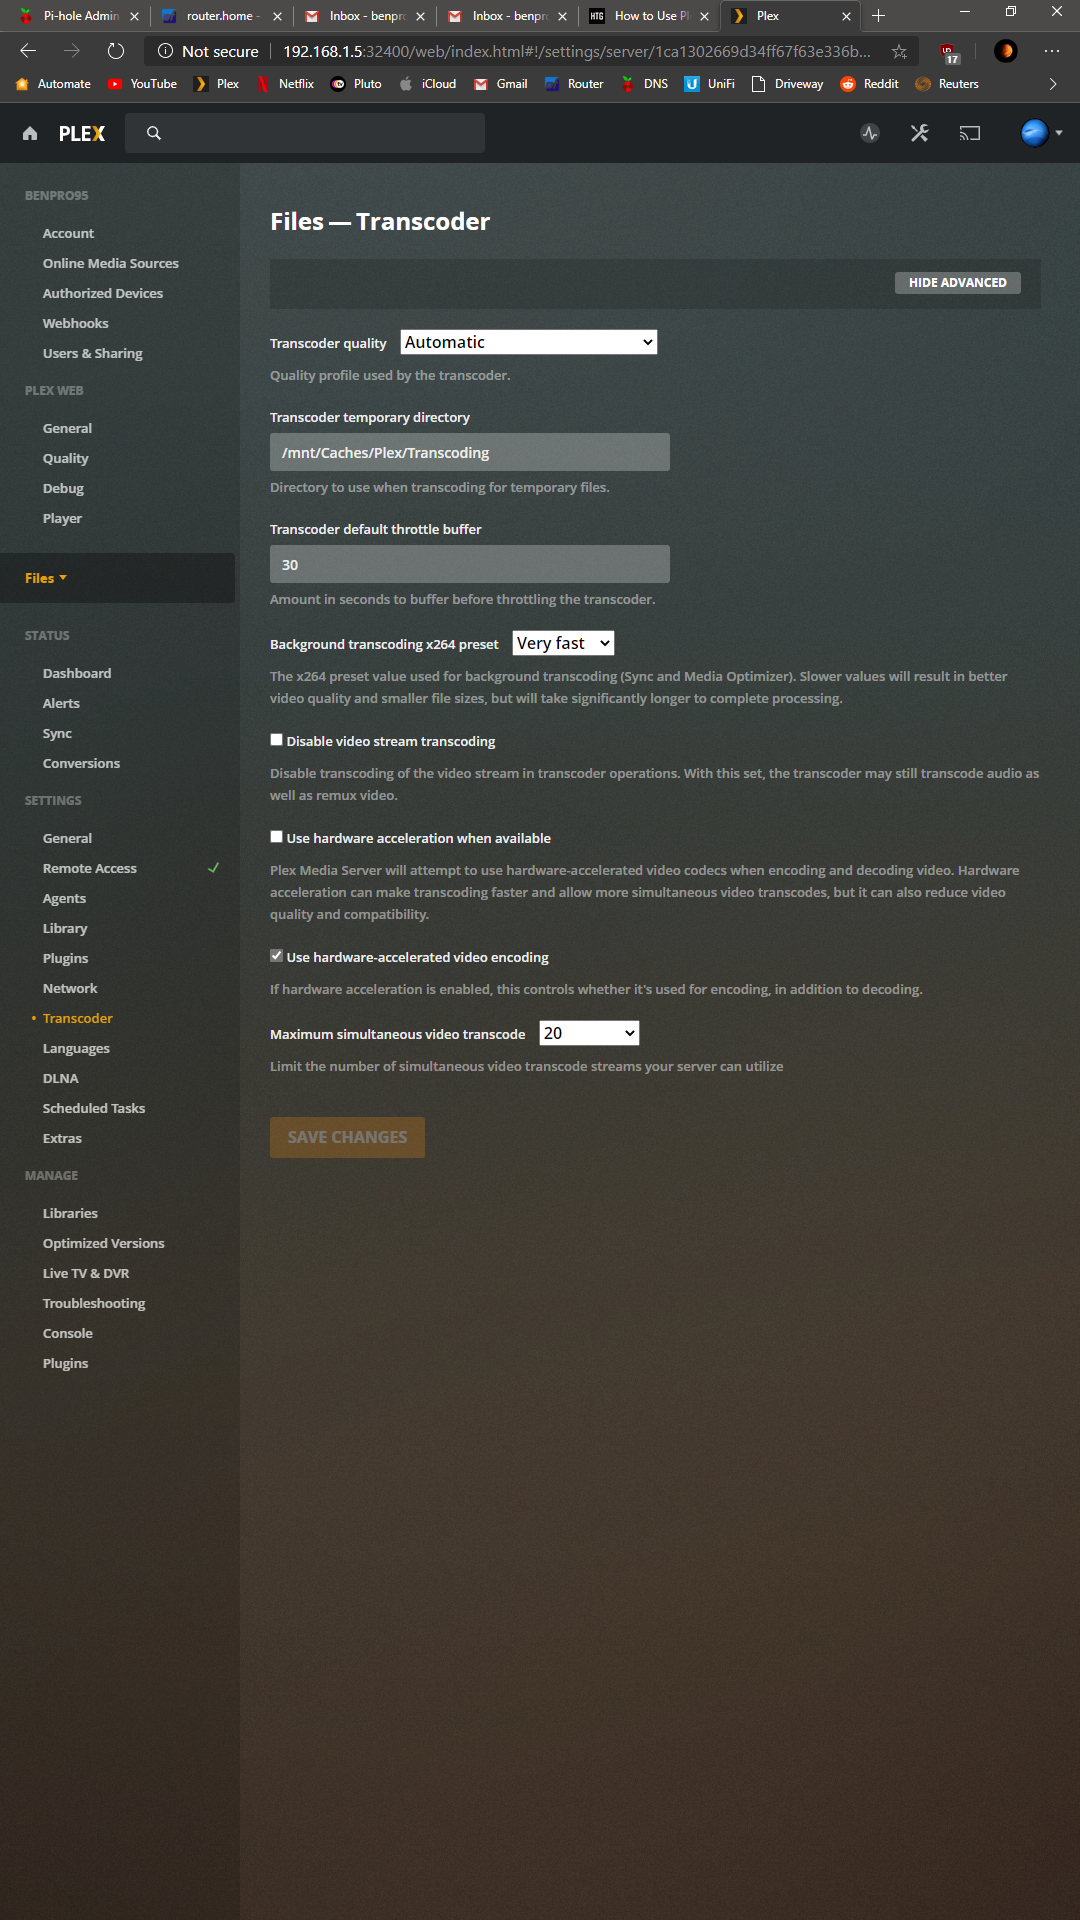 Pi-hole Admin
router.home -
Inbox - benpr
Inbox - benpr
HTG How to Use Pl
Plex
Not secure 192.168.1.5:32400/web/index.html#!/settings/server/1ca1302669d34ff67f63e336b...
17
Automate YouTube Plex Netflix Pluto iCloud Gmail Router DNS UniFi Driveway Reddit Reuters
PLEX
BENPRO95
Account
Online Media Sources
Authorized Devices
Webhooks
Users & Sharing
PLEX WEB
General
Quality
Debug
Player
Files
STATUS
Dashboard
Alerts
Sync
Conversions
SETTINGS
General
Remote Access
Agents
Library
Plugins
Network
Transcoder
Languages
DLNA
Scheduled Tasks
Extras
MANAGE
Libraries
Optimized Versions
Live TV & DVR
Troubleshooting
Console
Plugins
Files — Transcoder
HIDE ADVANCED
Transcoder quality Automatic
Quality profile used by the transcoder.
Transcoder temporary directory
/mnt/Caches/Plex/Transcoding
Directory to use when transcoding for temporary files.
Transcoder default throttle buffer
30
Amount in seconds to buffer before throttling the transcoder.
Background transcoding x264 preset Very fast
The x264 preset value used for background transcoding (Sync and Media Optimizer). Slower values will result in better
video quality and smaller file sizes, but will take significantly longer to complete processing.
Disable video stream transcoding
Disable transcoding of the video stream in transcoder operations. With this set, the transcoder may still transcode audio as
well as remux video.
Use hardware acceleration when available
Plex Media Server will attempt to use hardware-accelerated video codecs when encoding and decoding video. Hardware
acceleration can make transcoding faster and allow more simultaneous video transcodes, but it can also reduce video
quality and compatibility.
Use hardware-accelerated video encoding
If hardware acceleration is enabled, this controls whether it's used for encoding, in addition to decoding.
Maximum simultaneous video transcode 20
Limit the number of simultaneous video transcode streams your server can utilize
SAVE CHANGES